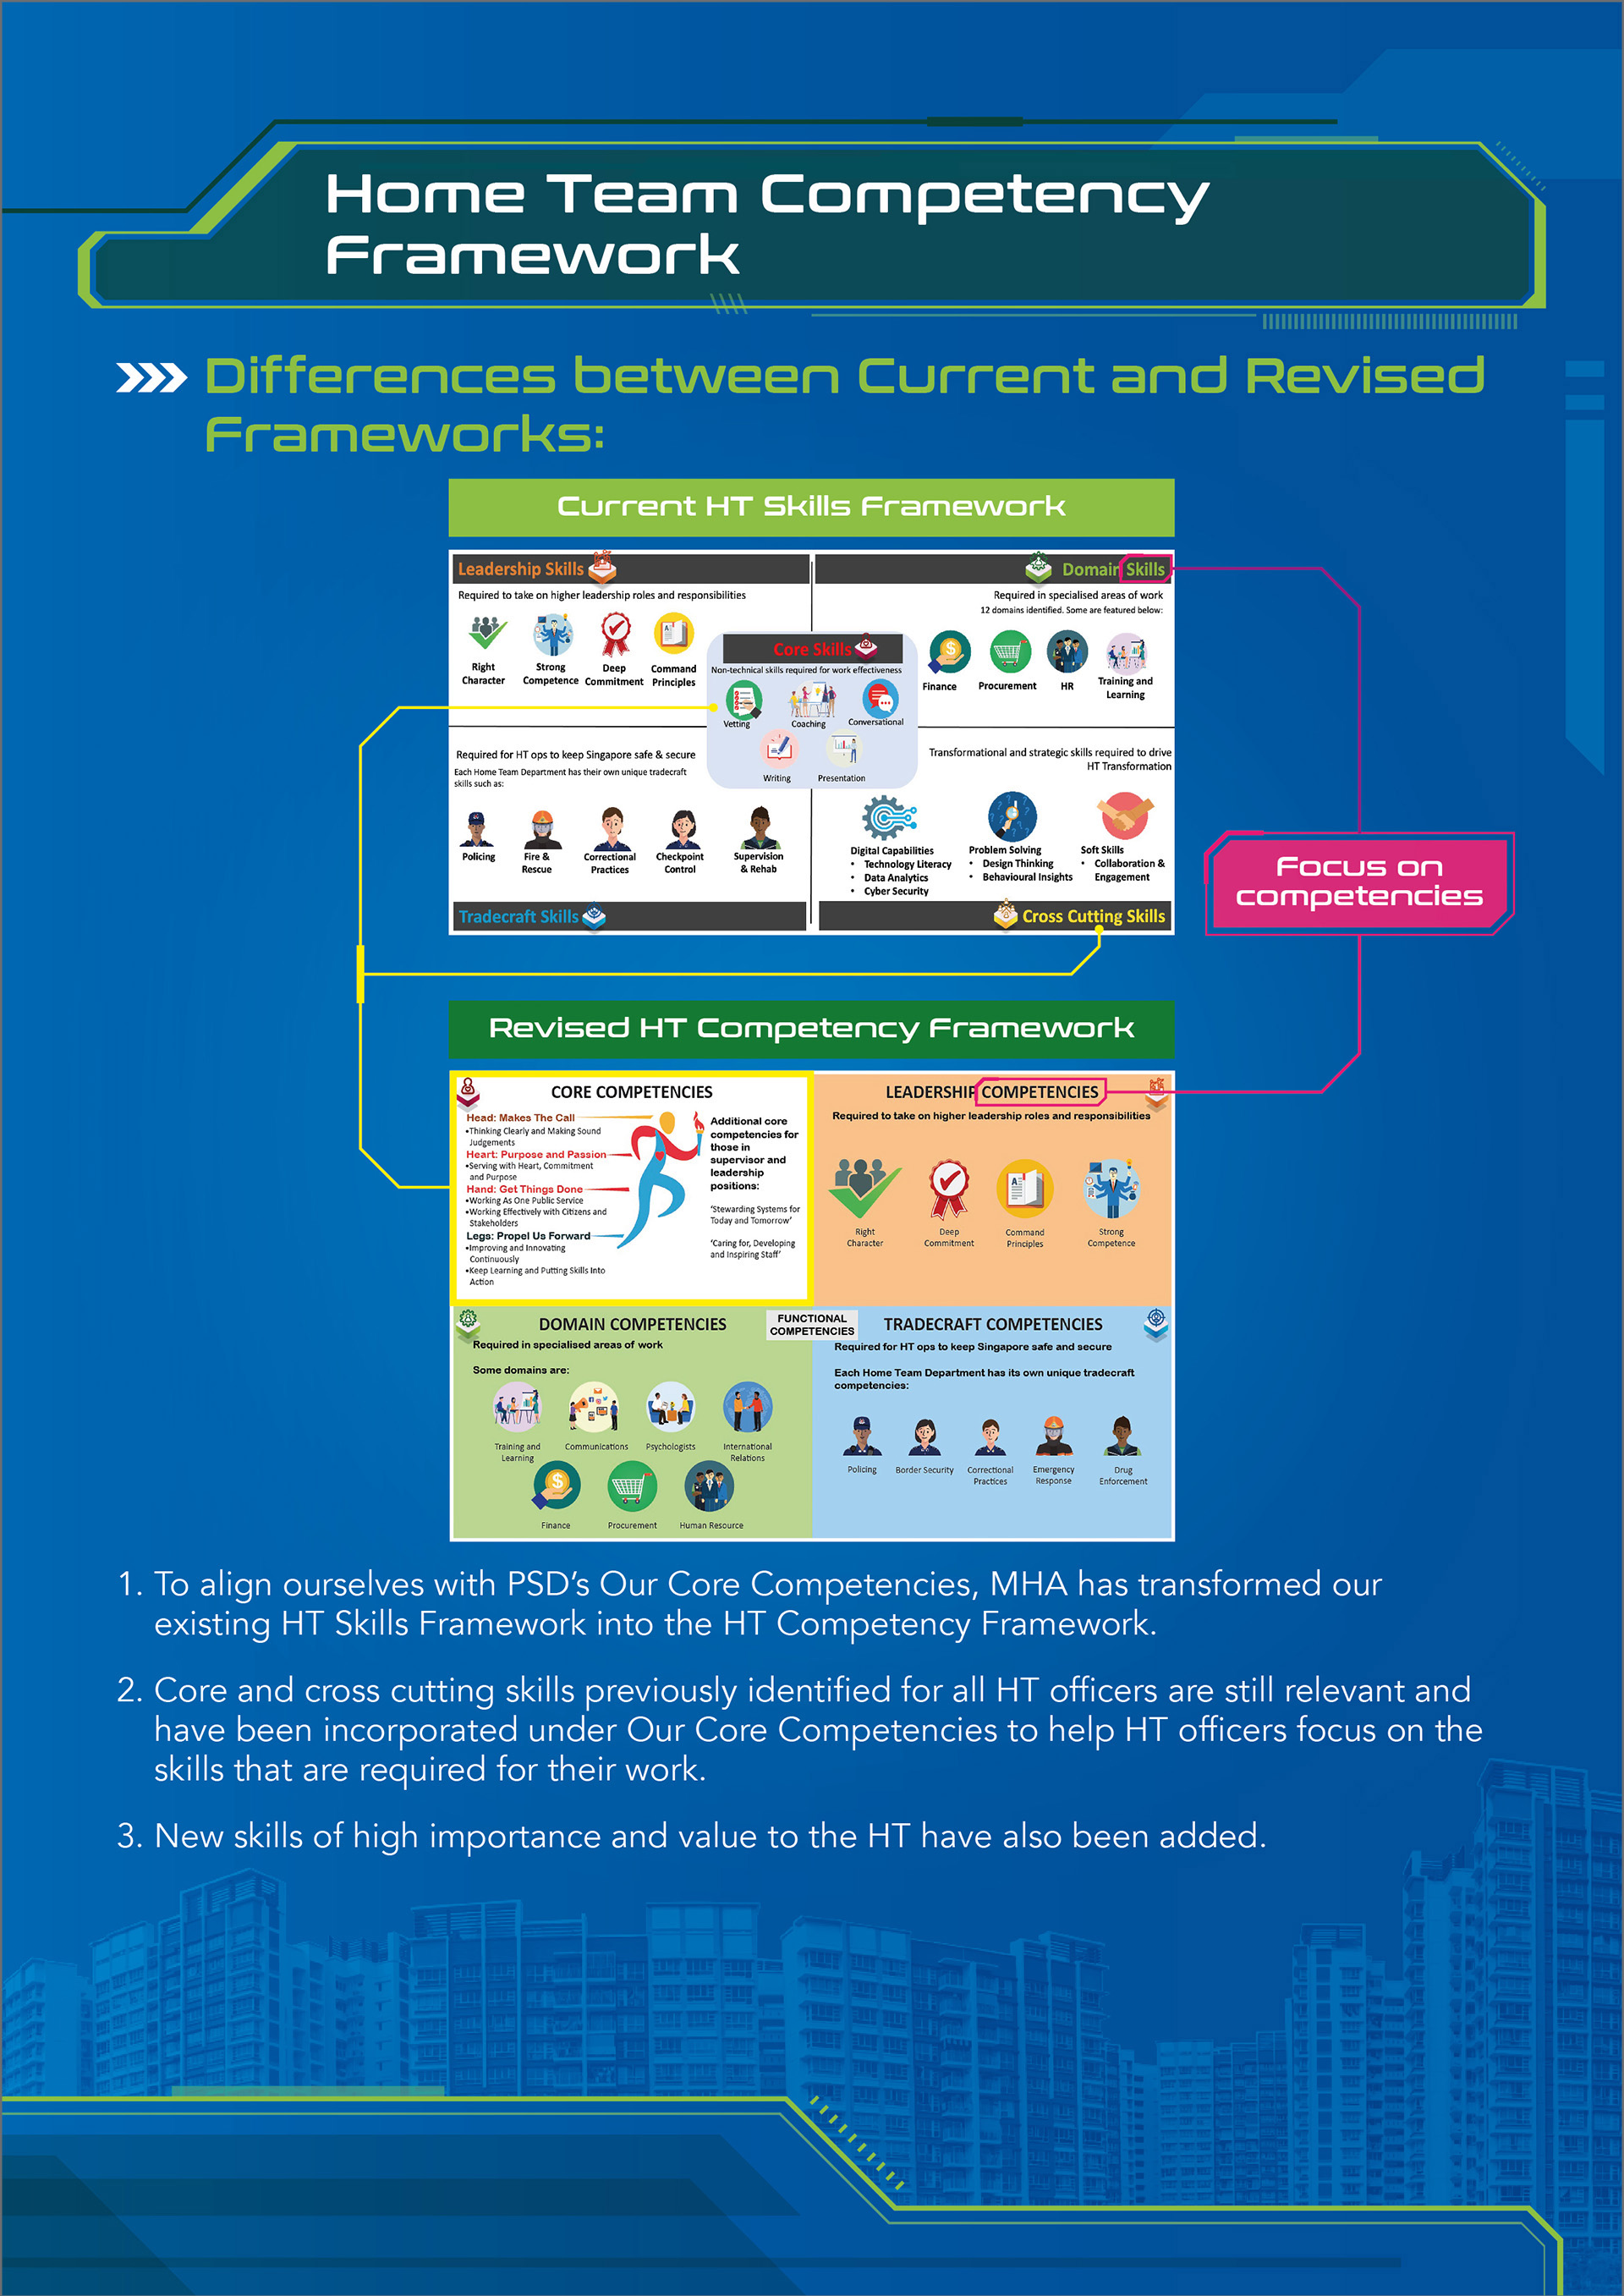 Home Team Competency
Framework
Differences between Current and Revised
Frameworks:
Current HT Skills Framework
Leadership Skills
Required to take on higher leadership roles and responsibilities
Right
Character
Strong
Competence
Deep
Commitment
Command
Principles
Domain Skills
Required in specialised areas of work
12 domains identified. Some are featured below:
Finance
Procurement
HR
Training and
Learning
Core Skills
Non-technical skills required for work effectiveness
Vetting
Coaching
Conversational
Writing
Presentation
Required for HT ops to keep Singapore safe & secure
Each Home Team Department has their own unique tradecraft
skills such as:
Policing
Fire &
Rescue
Correctional
Practices
Checkpoint
Control
Supervision
& Rehab
Tradecraft Skills
Transformational and strategic skills required to drive
HT Transformation
Digital Capabilities
• Technology Literacy
• Data Analytics
• Cyber Security
Problem Solving
• Design Thinking
• Behavioural Insights
Soft Skills
• Collaboration &
Engagement
Cross Cutting Skills
Focus on
competencies
Revised HT Competency Framework
CORE COMPETENCIES
Head: Makes The Call
•Thinking Clearly and Making Sound
Judgements
Heart: Purpose and Passion
•Serving with Heart, Commitment
and Purpose
Hand: Get Things Done
•Working As One Public Service
•Working Effectively with Citizens and
Stakeholders
Legs: Propel Us Forward
•Improving and Innovating
Continuously
•Keep Learning and Putting Skills Into
Action
Additional core
competencies for
those in
supervisor and
leadership
positions:
'Stewarding Systems for
Today and Tomorrow'
'Caring for, Developing
and Inspiring Staff'
LEADERSHIP COMPETENCIES
Required to take on higher leadership roles and responsibilities
Right
Character
Deep
Commitment
Command
Principles
Strong
Competence
FUNCTIONAL
COMPETENCIES
DOMAIN COMPETENCIES
Required in specialised areas of work
Some domains are:
Training and
Learning
Communications
Psychologists
International
Relations
Finance
Procurement
Human Resource
TRADECRAFT COMPETENCIES
Required for HT ops to keep Singapore safe and secure
Each Home Team Department has its own unique tradecraft
competencies:
Policing
Border Security
Correctional
Practices
Emergency
Response
Drug
Enforcement
1. To align ourselves with PSD's Our Core Competencies, MHA has transformed our
existing HT Skills Framework into the HT Competency Framework.
2. Core and cross cutting skills previously identified for all HT officers are still relevant and
have been incorporated under Our Core Competencies to help HT officers focus on the
skills that are required for their work.
3. New skills of high importance and value to the HT have also been added.